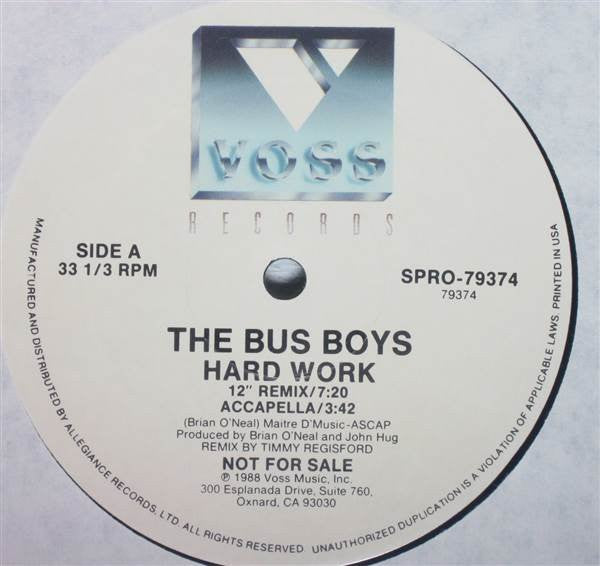 VOSS
RECORDS
SIDE A
33 1/3 RPM
SPRO-79374
79374
THE BUS BOYS
HARD WORK
12" REMIX/7:20
ACCAPELLA/3:42
(Brian O'Neal) Maitre D'Music-ASCAP
Produced by Brian O'Neal and John Hug
REMIX BY TIMMY REGISFORD
NOT FOR SALE
℗ 1988 Voss Music, Inc.
300 Esplanada Drive, Suite 760,
Oxnard, CA 93030
MANUFACTURED AND DISTRIBUTED BY ALLEGIANCE RECORDS, LTD. ALL RIGHTS RESERVED. UNAUTHORIZED DUPLICATION IS A VIOLATION OF APPLICABLE LAWS. PRINTED IN USA